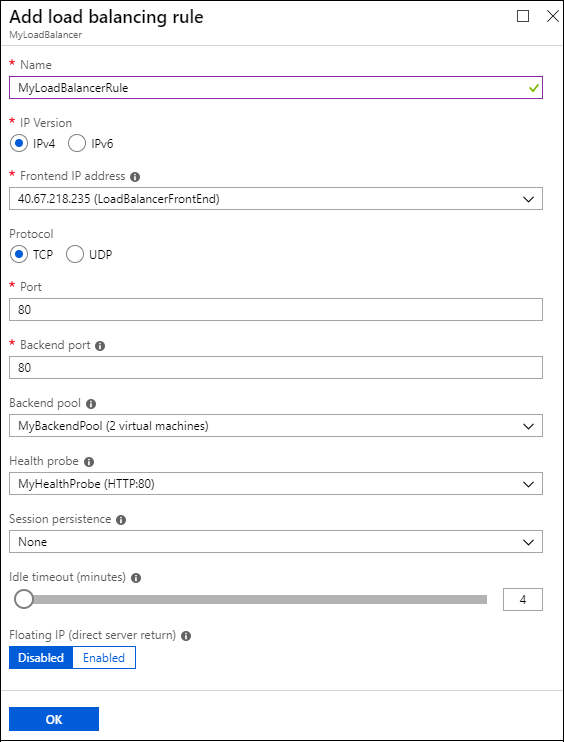 Add load balancing rule
MyLoadBalancer
* Name
MyLoadBalancerRule
* IP Version
IPv4 IPv6
* Frontend IP address
40.67.218.235 (LoadBalancerFrontEnd)
Protocol
TCP UDP
* Port
80
* Backend port
80
Backend pool
MyBackendPool (2 virtual machines)
Health probe
MyHealthProbe (HTTP:80)
Session persistence
None
Idle timeout (minutes)
4
Floating IP (direct server return)
Disabled Enabled
OK